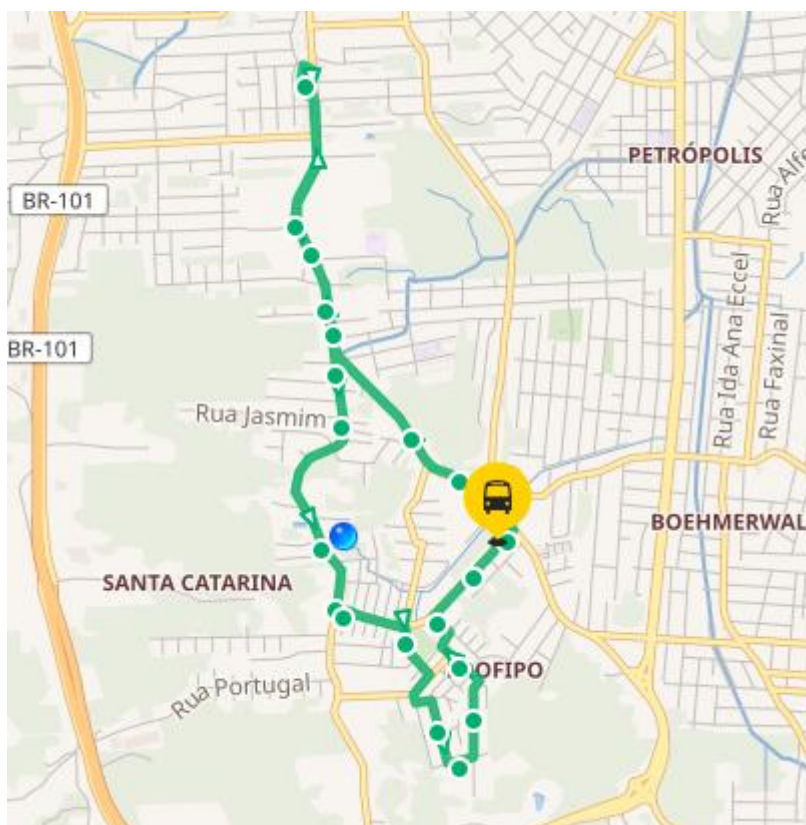 PETRÓPOLIS
BR-101
Rua Alfe
Rua Ida Ana Eccel
BR-101
Rua Faxinal
Rua Jasmim
BOEHMERWAL
SANTA CATARINA
OFIPO
Rua Portugal